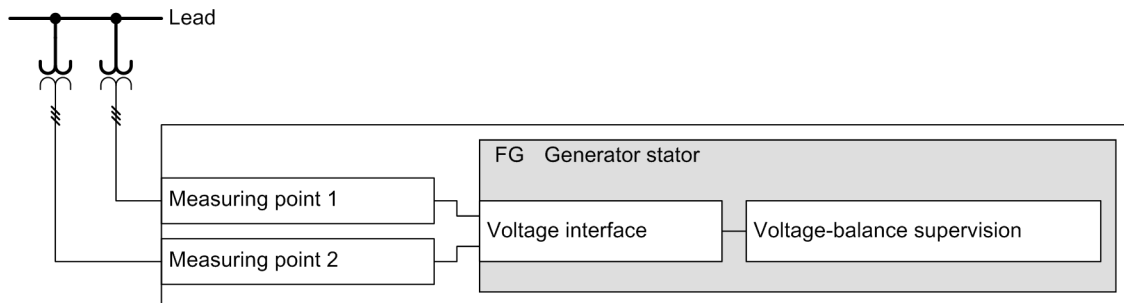 Lead
FG Generator stator
Measuring point 1
Voltage interface
Voltage-balance supervision
Measuring point 2